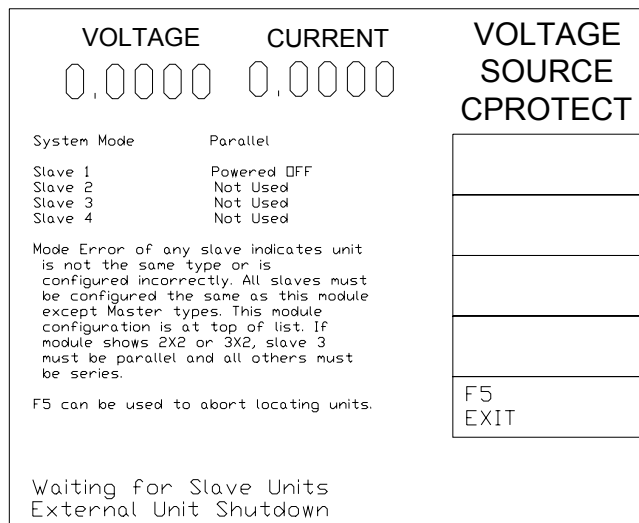 VOLTAGE CURRENT
0.0000 0.0000
VOLTAGE
SOURCE
CPROTECT
System Mode Parallel
Slave 1 Powered OFF
Slave 2 Not Used
Slave 3 Not Used
Slave 4 Not Used
Mode Error of any slave indicates unit
is not the same type or is
configured incorrectly. All slaves must
be configured the same as this module
except Master types. This module
configuration is at top of list. If
module shows 2X2 or 3X2, slave 3
must be parallel and all others must
be series.
F5 can be used to abort locating units.
F5
EXIT
Waiting for Slave Units
External Unit Shutdown